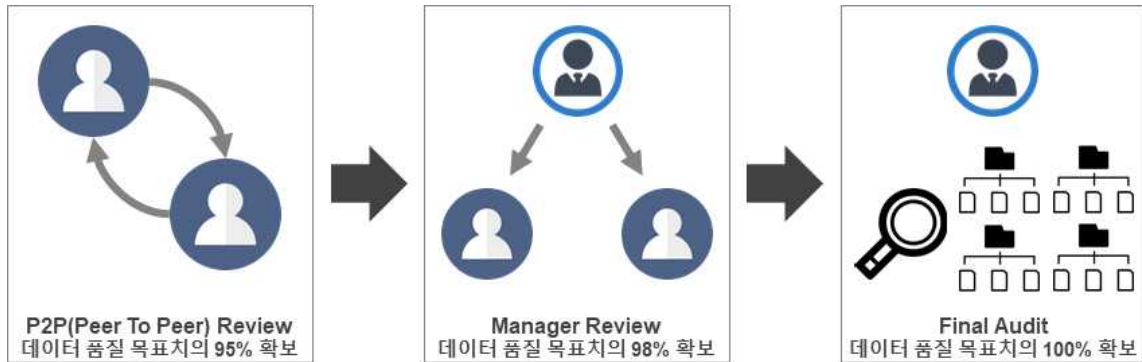 P2P(Peer To Peer) Review
데이터 품질 목표치의 95% 확보
Manager Review
데이터 품질 목표치의 98% 확보
Final Audit
데이터 품질 목표치의 100% 확보